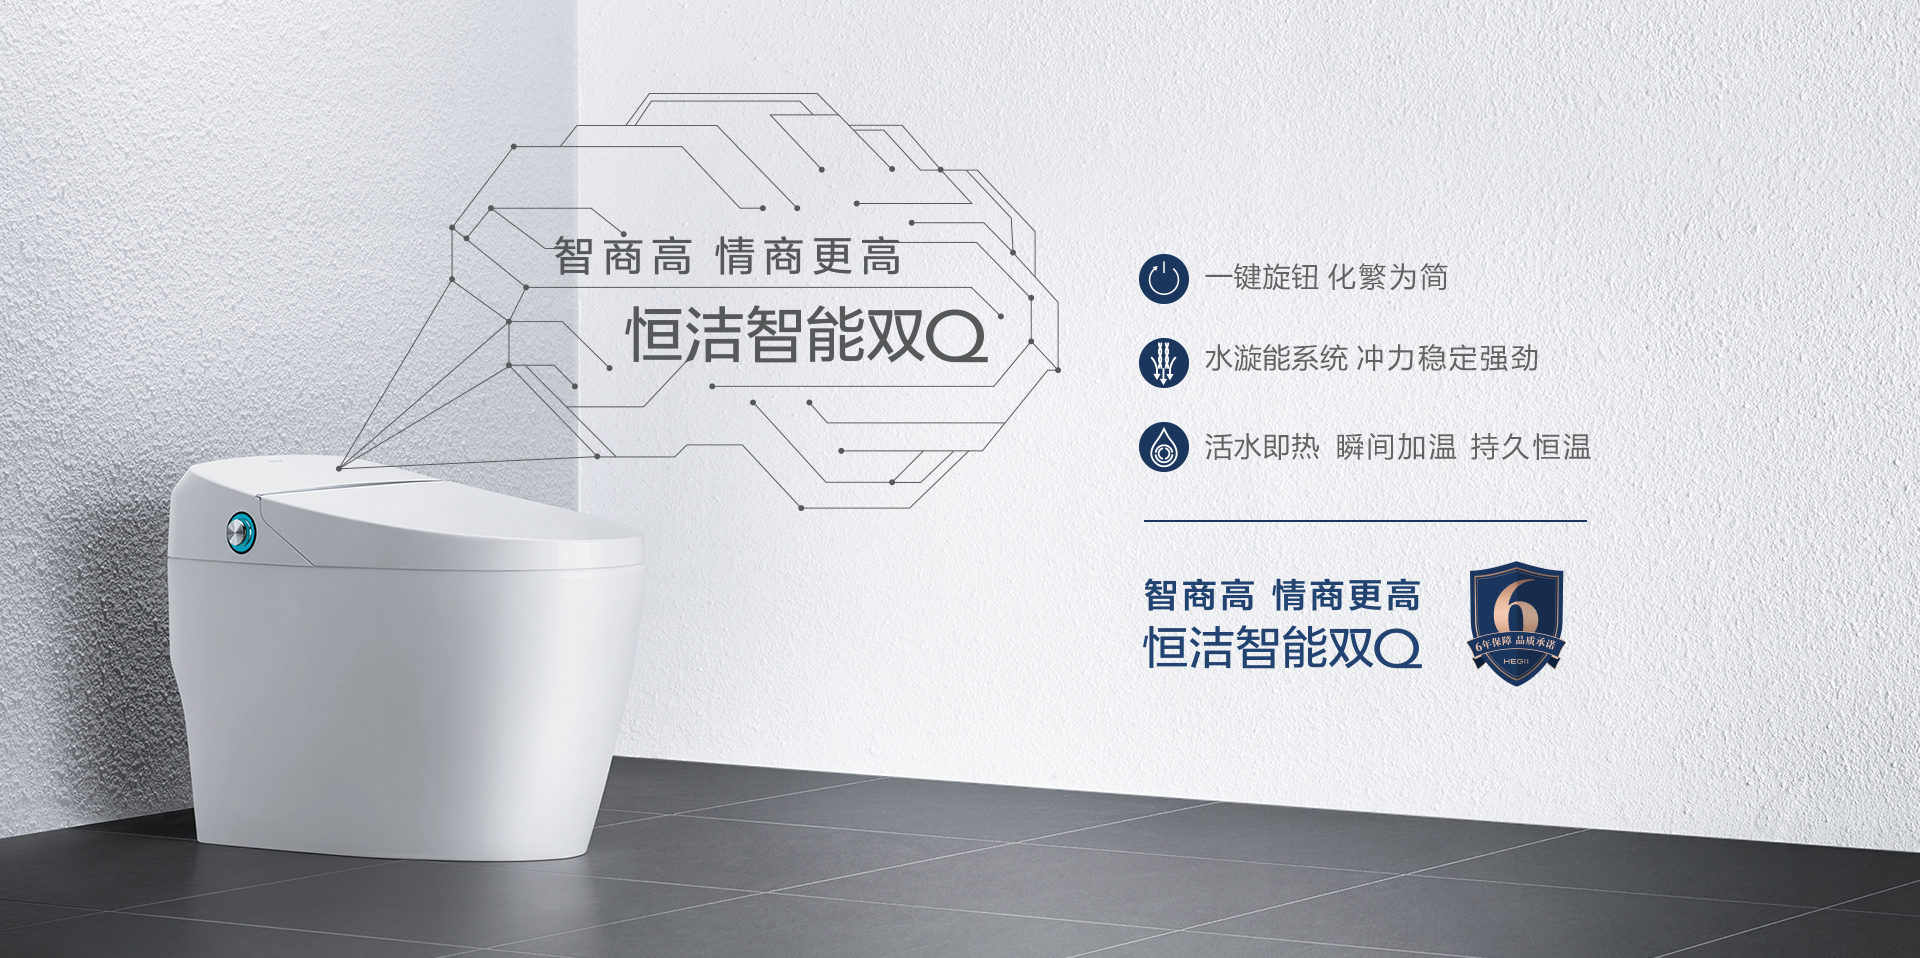 智商高 情商更高
恒洁智能双Q
一键旋钮 化繁为简
水漩能系统 冲力稳定强劲
活水即热 瞬间加温 持久恒温
智商高 情商更高
恒洁智能双Q
6
6年保障 品质承诺
HEGII